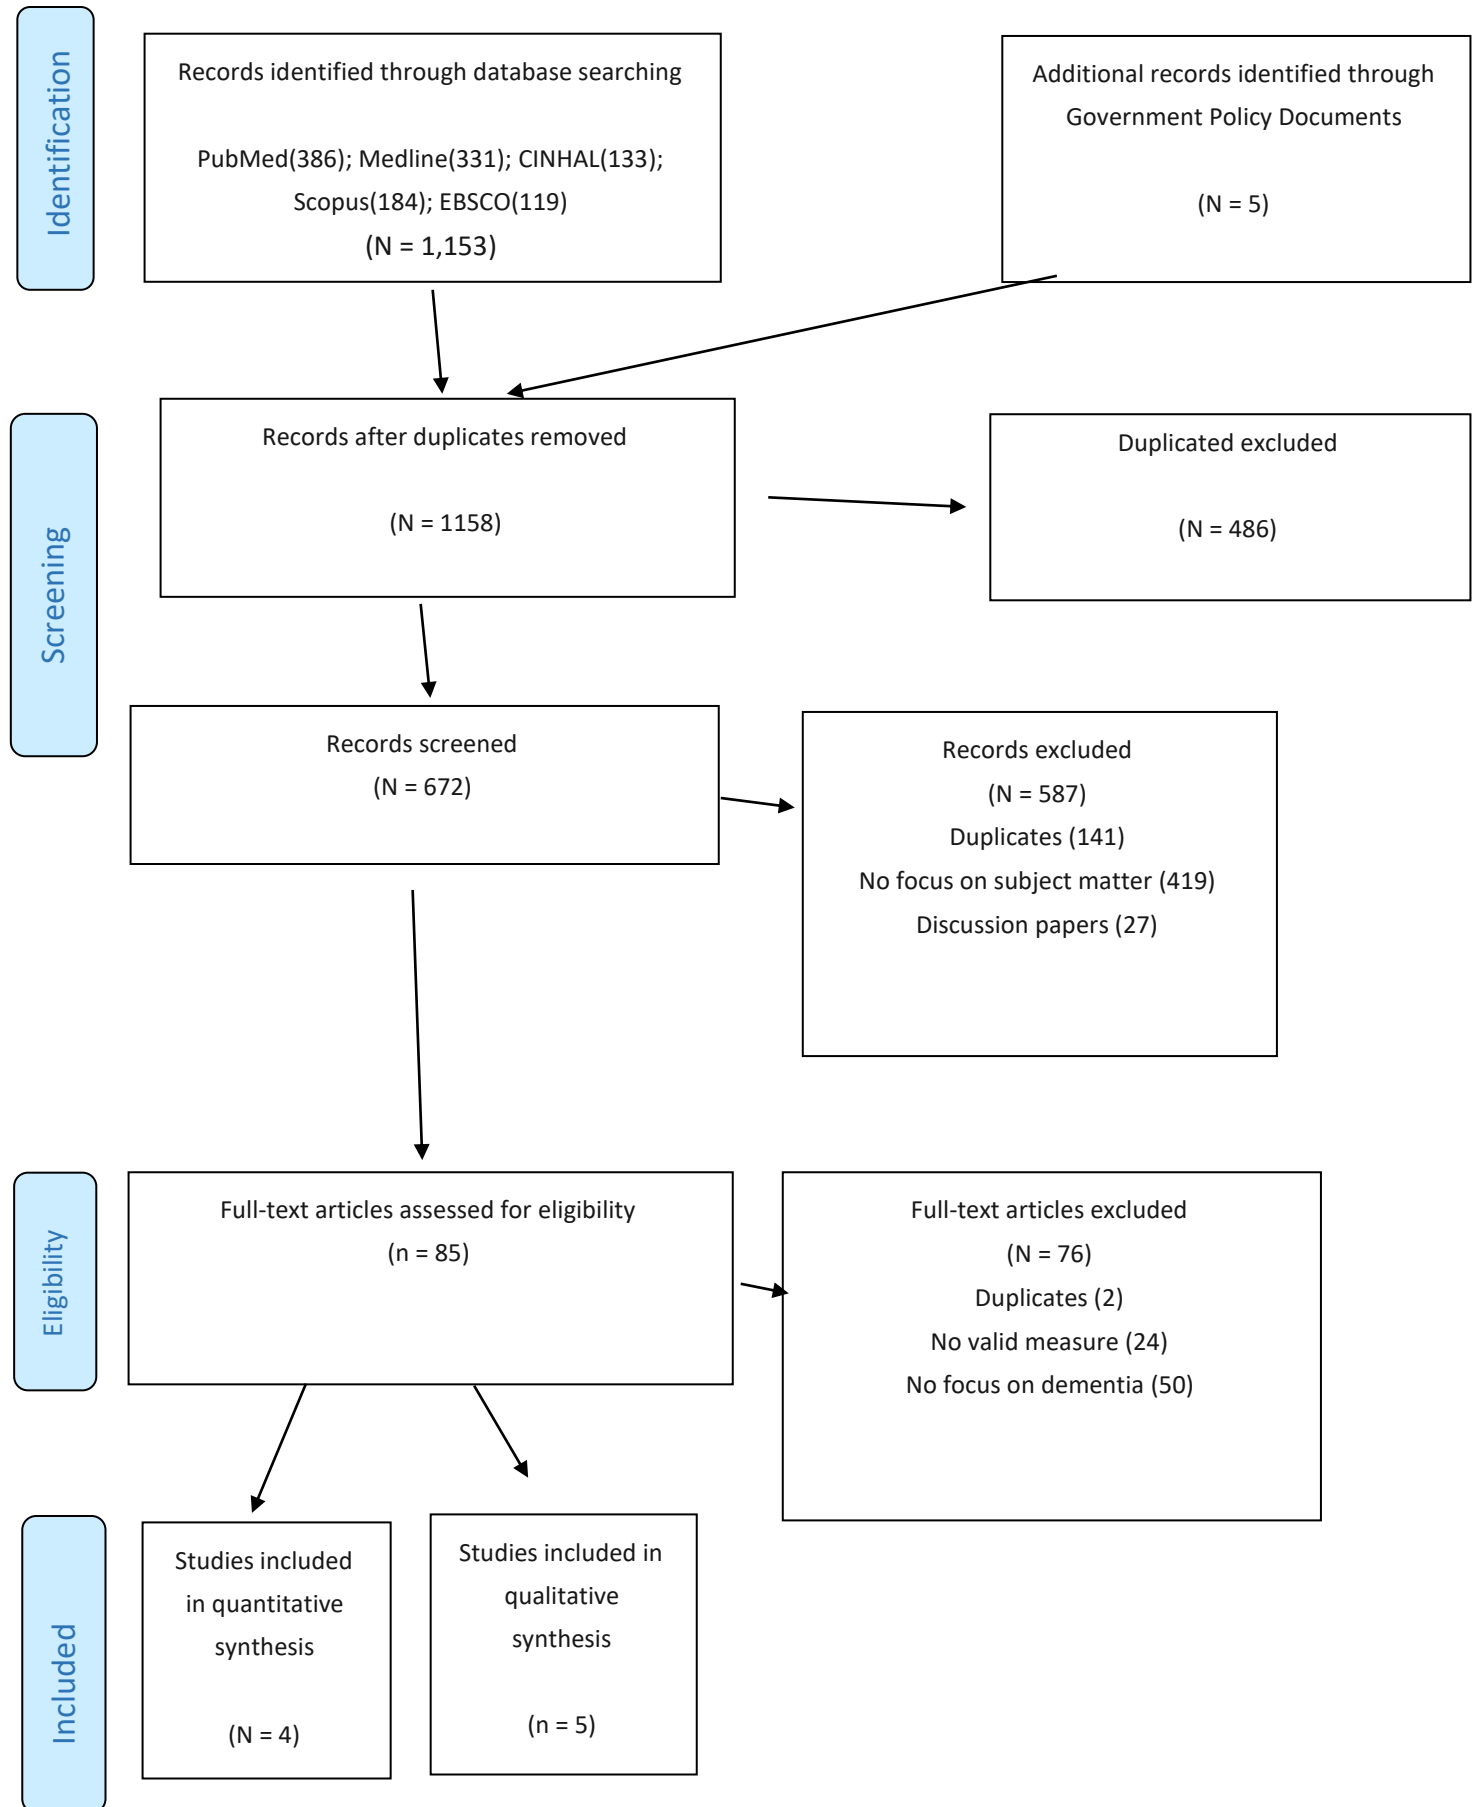 Identification
Records identified through database searching
PubMed(386); Medline(331); CINHAL(133);
Scopus(184); EBSCO(119)
(N = 1,153)
Additional records identified through
Government Policy Documents
(N = 5)
Screening
Records after duplicates removed
(N = 1158)
Duplicated excluded
(N = 486)
Records screened
(N = 672)
Records excluded
(N = 587)
Duplicates (141)
No focus on subject matter (419)
Discussion papers (27)
Eligibility
Full-text articles assessed for eligibility
(n = 85)
Full-text articles excluded
(N = 76)
Duplicates (2)
No valid measure (24)
No focus on dementia (50)
Included
Studies included
in quantitative
synthesis
(N = 4)
Studies included in
qualitative
synthesis
(n = 5)